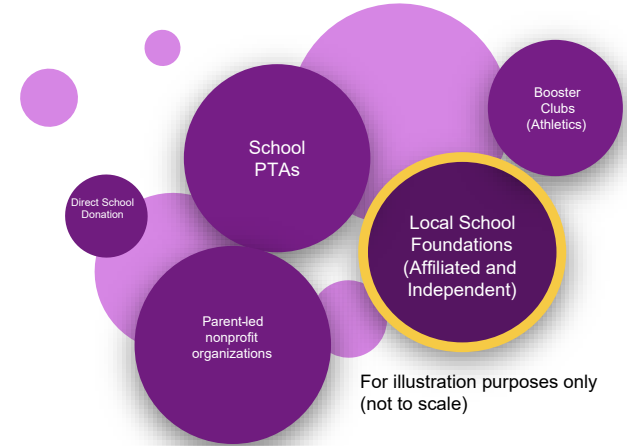 Booster
Clubs
(Athletics)
School
PTAs
Direct School
Donation
Local School
Foundations
(Affiliated and
Independent)
Parent-led
nonprofit
organizations
For illustration purposes only
(not to scale)